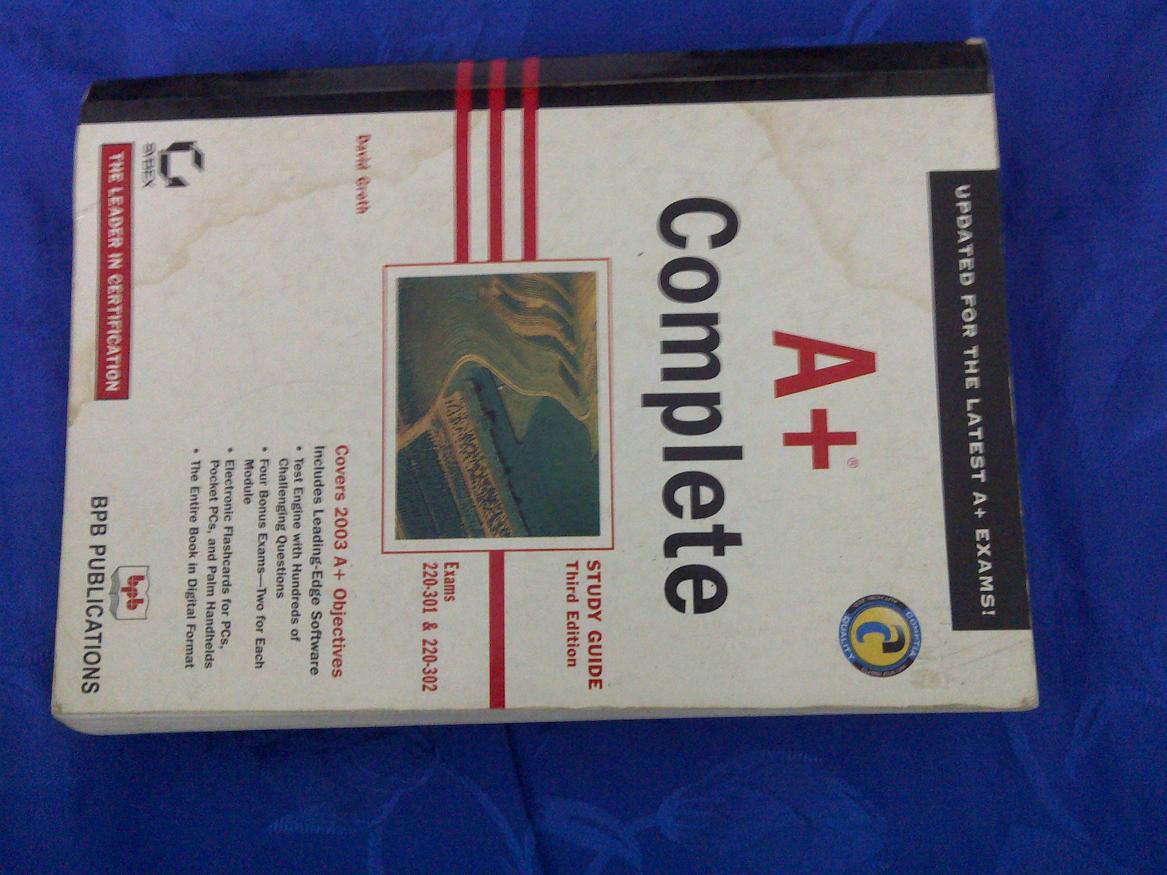 UPDATED FOR THE LATEST A+ EXAMS!
COMPTIA
QUALITY
A+®
Complete
STUDY GUIDE
Third Edition
Exams
220-301 & 220-302
David Groth
Covers 2003 A+ Objectives
Includes Leading-Edge Software
• Test Engine with Hundreds of
Challenging Questions
• Four Bonus Exams—Two for Each
Module
• Electronic Flashcards for PCs,
Pocket PCs, and Palm Handhelds
• The Entire Book in Digital Format
SYBEX
THE LEADER IN CERTIFICATION
bpb
BPB PUBLICATIONS